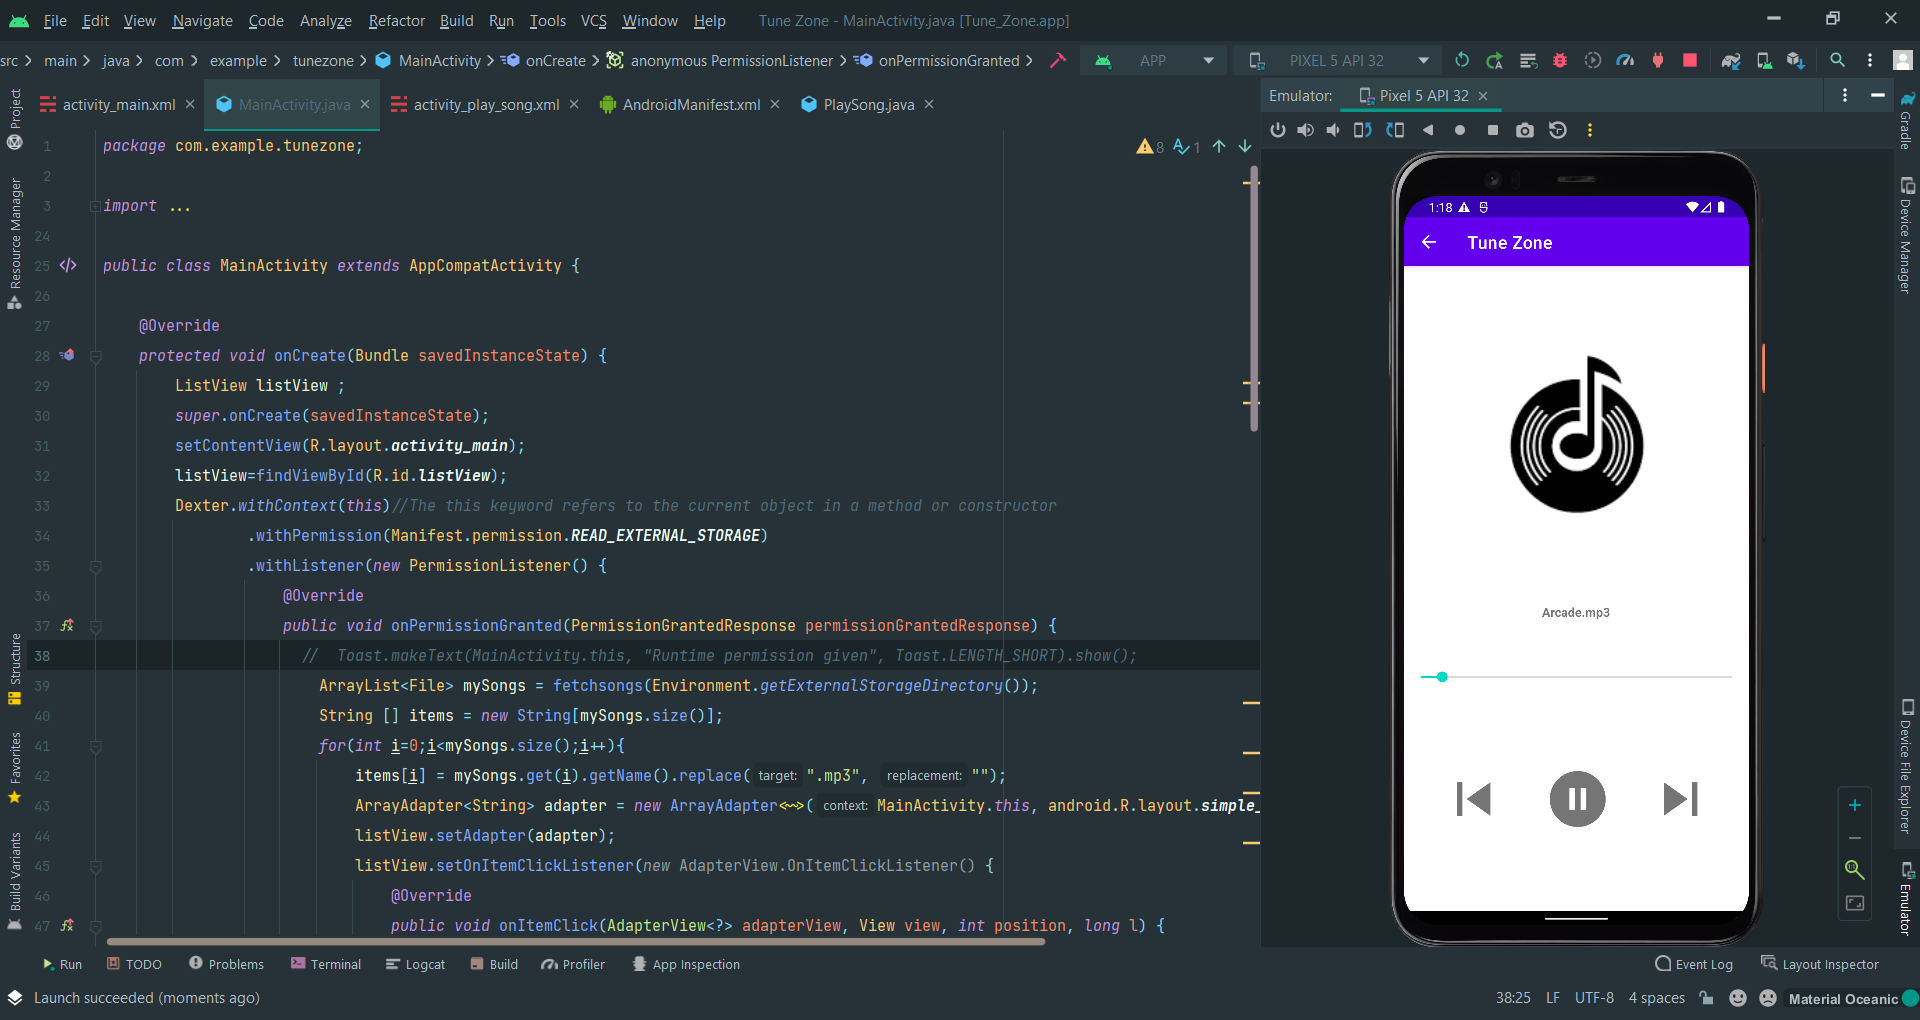 File Edit View Navigate Code Analyze Refactor Build Run Tools VCS Window Help Tune Zone - MainActivity.java [Tune_Zone.app]
src main java com example tunezone MainActivity onCreate anonymous PermissionListener onPermissionGranted APP PIXEL 5 API 32
activity_main.xml MainActivity.java activity_play_song.xml AndroidManifest.xml PlaySong.java
Emulator: Pixel 5 API 32
8 1
1 package com.example.tunezone;
2
3 import ...
24
25 public class MainActivity extends AppCompatActivity {
26
27 @Override
28 protected void onCreate(Bundle savedInstanceState) {
29 ListView listView ;
30 super.onCreate(savedInstanceState);
31 setContentView(R.layout.activity_main);
32 listView=findViewById(R.id.listView);
33 Dexter.withContext(this)//The this keyword refers to the current object in a method or constructor
34 .withPermission(Manifest.permission.READ_EXTERNAL_STORAGE)
35 .withListener(new PermissionListener() {
36 @Override
37 public void onPermissionGranted(PermissionGrantedResponse permissionGrantedResponse) {
38 // Toast.makeText(MainActivity.this, "Runtime permission given", Toast.LENGTH_SHORT).show();
39 ArrayList<File> mySongs = fetchsongs(Environment.getExternalStorageDirectory());
40 String [] items = new String[mySongs.size()];
41 for(int i=0;i<mySongs.size();i++){
42 items[i] = mySongs.get(i).getName().replace( target: ".mp3", replacement: "");
43 ArrayAdapter<String> adapter = new ArrayAdapter<~>( context: MainActivity.this, android.R.layout.simple_
44 listView.setAdapter(adapter);
45 listView.setOnItemClickListener(new AdapterView.OnItemClickListener() {
46 @Override
47 public void onItemClick(AdapterView<?> adapterView, View view, int position, long l) {
Project
Resource Manager
Structure
Favorites
Build Variants
1:18
Tune Zone
Arcade.mp3
Gradle
Device Manager
Device File Explorer
Emulator
Run TODO Problems Terminal Logcat Build Profiler App Inspection Event Log Layout Inspector
Launch succeeded (moments ago) 38:25 LF UTF-8 4 spaces Material Oceanic